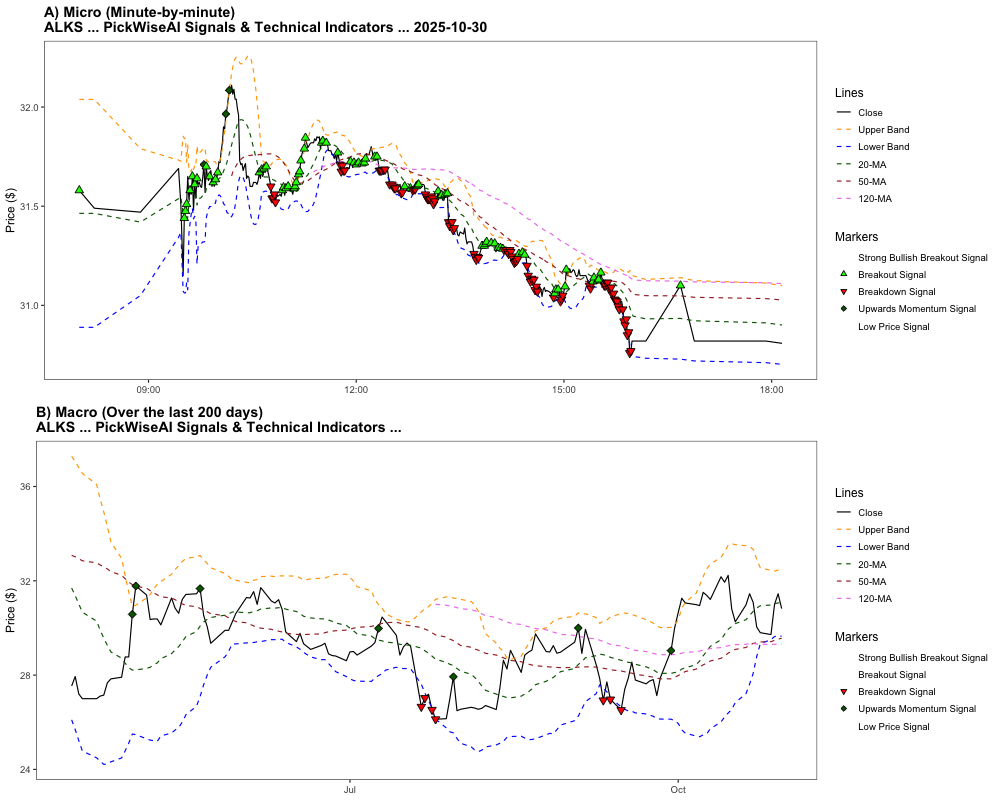 A) Micro (Minute-by-minute)
ALKS ... PickWiseAI Signals & Technical Indicators ... 2025-10-30
Price ($)
32.0
31.5
31.0
09:00
12:00
15:00
18:00
Lines
Close
Upper Band
Lower Band
20-MA
50-MA
120-MA
Markers
Strong Bullish Breakout Signal
Breakout Signal
Breakdown Signal
Upwards Momentum Signal
Low Price Signal
B) Macro (Over the last 200 days)
ALKS ... PickWiseAI Signals & Technical Indicators ...
Price ($)
36
32
28
24
Jul
Oct
Lines
Close
Upper Band
Lower Band
20-MA
50-MA
120-MA
Markers
Strong Bullish Breakout Signal
Breakout Signal
Breakdown Signal
Upwards Momentum Signal
Low Price Signal